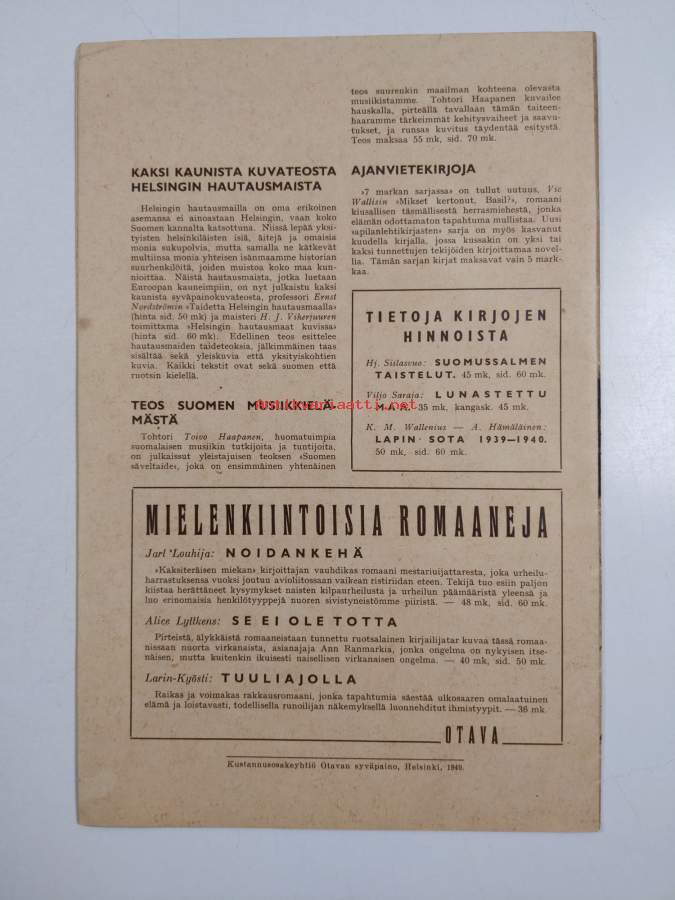 KAKSI KAUNISTA KUVATEOSTA
HELSINGIN HAUTAUSMAISTA
Helsingin hautausmailla on oma erikoinen
asemansa ei ainoastaan Helsingin, vaan koko
Suomen kannalta katsottuna. Niissä lepää yksi-
tyisten helsinkiläisten isiä, äitejä ja omaisia
monia sukupolvia, mutta samalla ne kätkevät
multiinsa monia yhteisen isänmaamme historian
suurhenkilöitä, joiden muistoa koko maa kun-
nioittaa. Näistä hautausmaista, jotka luetaan
Euroopan kauneimpiin, on nyt julkaistu kaksi
kaunista syväpainokuvateosta, professori Ernst
Nordströmin »Taidetta Helsingin hautausmaalla»
(hinta sid. 50 mk) ja maisteri H. J. Viherjuuren
toimittama »Helsingin hautausmaat kuvissa»
(hinta sid. 60 mk). Edellinen teos esittelee
hautausmaiden taideteoksia, jälkimmäinen taas
sisältää sekä yleiskuvia että yksityiskohtien
kuvia. Kaikki tekstit ovat sekä suomen että
ruotsin kielellä.
TEOS SUOMEN MUSIIKKIELÄ-
MÄSTÄ
Tohtori Toivo Haapanen, huomatuimpia
suomalaisen musiikin tutkijoita ja tuntijoita,
on julkaissut yleistajuisen teoksen »Suomen
säveltaide», joka on ensimmäinen yhtenäinen
teos suurenkin maailman kohteena olevasta
musiikistamme. Tohtori Haapanen kuvailee
hauskalla, pirteällä tavallaan tämän taiteen-
haaramme tärkeimmät kehitysvaiheet ja saavu-
tukset, ja runsas kuvitus täydentää esitystä.
Teos maksaa 55 mk, sid. 70 mk.
AJANVIETEKIRJOJA
»7 markan sarjassa» on tullut uutuus, Vic
Wallisin »Mikset kertonut, Basil?», romaani
kiusallisen täsmällisestä herrasmiehestä, jonka
elämän odottamaton tapahtuma mullistaa. Uusi
»apilanlehtikirjasten» sarja on myös kasvanut
kuudella kirjalla, jossa kussakin on yksi tai
kaksi tunnettujen tekijöiden kirjoittamaa novel-
lia. Tämän sarjan kirjat maksavat vain 5 mark-
kaa.
TIETOJA KIRJOJEN
HINNOISTA
Hj. Siilasvuo: SUOMUSSALMEN
TAISTELUT. 45 mk, sid. 60 mk.
Viljo Saraja: LUNASTETTU
MAA. 35 mk, kangask. 45 mk.
K. M. Wallenius — A. Hämäläinen:
LAPIN SOTA 1939—1940.
50 mk, sid. 60 mk.
Antikvariaatti.net
MIELENKIINTOISIA ROMAANEJA
Jarl Louhija: NOIDANKEHÄ
»Kaksiteräisen miekan» kirjoittajan vauhdikas romaani mestariuijattaresta, joka urheilu-
harrastuksensa vuoksi joutuu avioliitossaan vaikean ristiriidan eteen. Tekijä tuo esiin paljon
kiistaa herättäneet kysymykset naisten kilpaurheilusta ja urheilun päämääristä yleensä ja
luo erinomaisia henkilötyyppejä nuoren sivistyneistömme piiristä. — 48 mk, sid. 60 mk.
Alice Lyttkens: SE EI OLE TOTTA
Pirteistä, älykkäistä romaaneistaan tunnettu ruotsalainen kirjailijatar kuvaa tässä romaa-
nissaan nuorta virkanaista, asianajaja Ann Ranmarkia, jonka ongelma on nykyisen itse-
näisen, mutta kuitenkin ikuisesti naisellisen virkanaisen ongelma. — 40 mk, sid. 50 mk.
Larin-Kyösti: TUULIAJOLLA
Raikas ja voimakas rakkausromaani, jonka tapahtumia säestää ulkosaaren omalaatuinen
elämä ja loistavasti, todellisella runoilijan näkemyksellä luonnehditut ihmistyypit. — 36 mk.
OTAVA
Kustannusosakeyhtiö Otavan syväpaino, Helsinki, 1940.